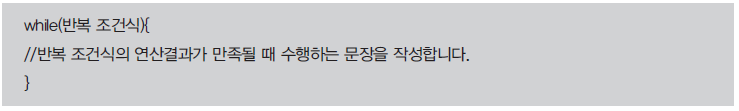 while(반복 조건식){
//반복 조건식의 연산결과가 만족될 때 수행하는 문장을 작성합니다.
}